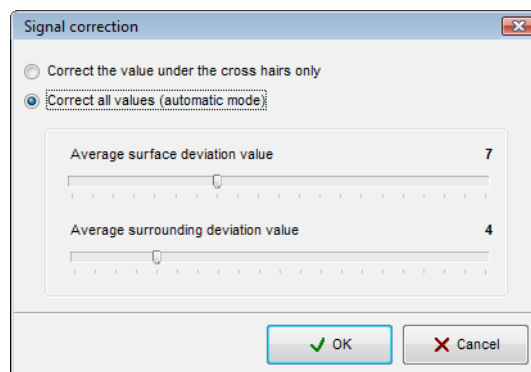 Signal correction
Correct the value under the cross hairs only
Correct all values (automatic mode)
Average surface deviation value 7
Average surrounding deviation value 4
OK Cancel